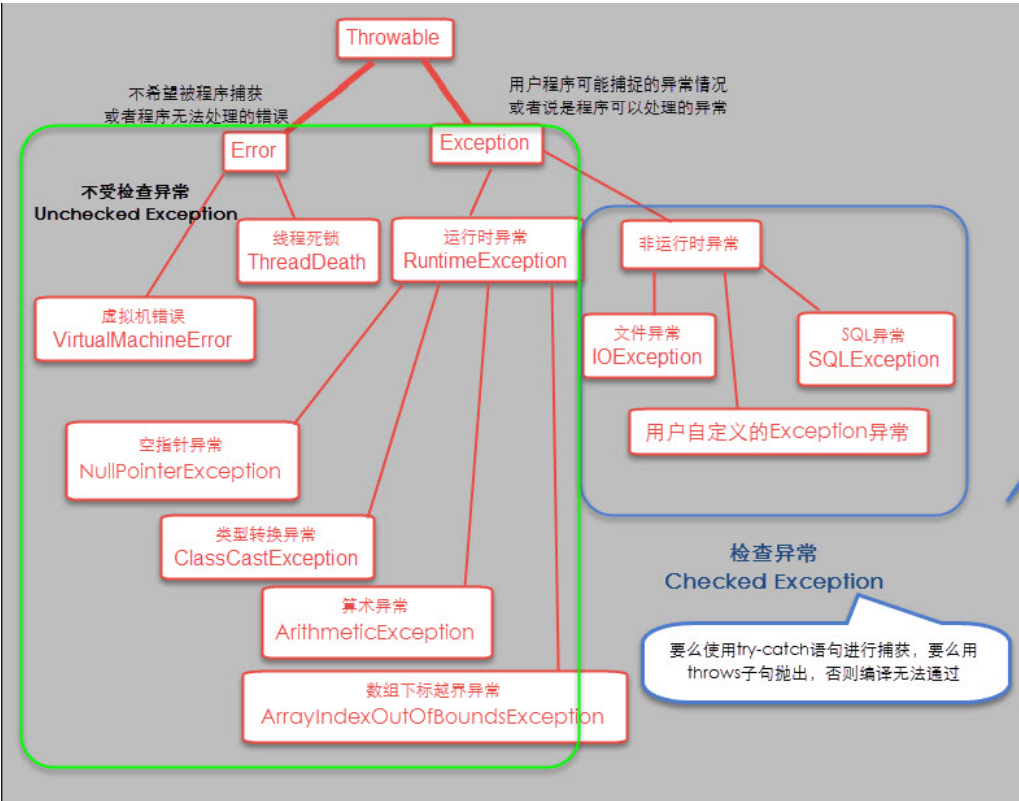 Throwable
不希望被程序捕获
或者程序无法处理的错误
用户程序可能捕捉的异常情况
或者说是程序可以处理的异常
Error
Exception
不受检查异常
Unchecked Exception
线程死锁
ThreadDeath
运行时异常
RuntimeException
非运行时异常
虚拟机错误
VirtualMachineError
文件异常
IOException
SQL异常
SQLException
用户自定义的Exception异常
空指针异常
NullPointerException
类型转换异常
ClassCastException
算术异常
ArithmeticException
数组下标越界异常
ArrayIndexOutOfBoundsException
检查异常
Checked Exception
要么使用try-catch语句进行捕获，要么用
throws子句抛出，否则编译无法通过